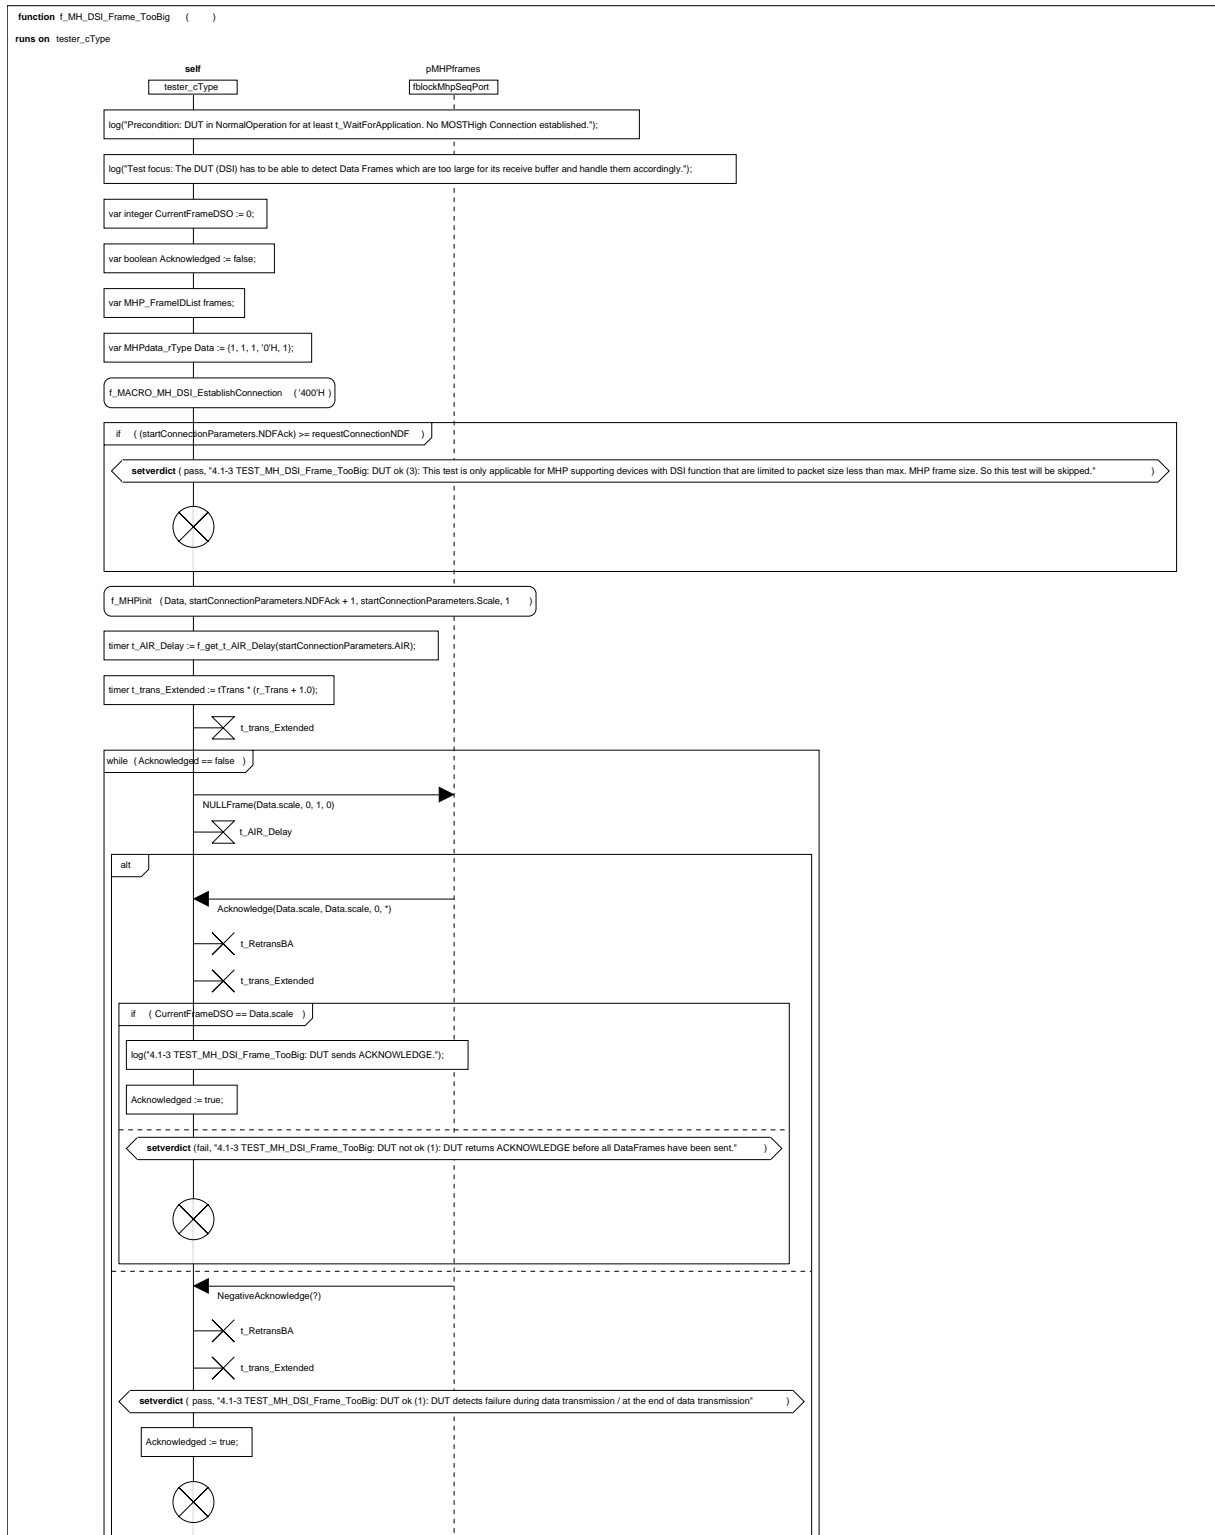 function f_MH_DSI_Frame_TooBig ( )
runs on tester_cType
self pMHPframes
tester_cType fblockMhpSeqPort
log("Precondition: DUT in NormalOperation for at least t_WaitForApplication. No MOSTHigh Connection established.");
log("Test focus: The DUT (DSI) has to be able to detect Data Frames which are too large for its receive buffer and handle them accordingly.");
var integer CurrentFrameDSO := 0;
var boolean Acknowledged := false;
var MHP_FrameIDList frames;
var MHPdata_rType Data := {1, 1, 1, '0'H, 1};
f_MACRO_MH_DSI_EstablishConnection ('400'H )
if ( (startConnectionParameters.NDFAck) >= requestConnectionNDF )
setverdict ( pass, "4.1-3 TEST_MH_DSI_Frame_TooBig: DUT ok (3): This test is only applicable for MHP supporting devices with DSI function that are limited to packet size less than max. MHP frame size. So this test will be skipped." )
f_MHPinit (Data, startConnectionParameters.NDFAck + 1, startConnectionParameters.Scale, 1 )
timer t_AIR_Delay := f_get_t_AIR_Delay(startConnectionParameters.AIR);
timer t_trans_Extended := tTrans * (r_Trans + 1.0);
t_trans_Extended
while (Acknowledged == false )
NULLFrame(Data.scale, 0, 1, 0)
t_AIR_Delay
alt
Acknowledge(Data.scale, Data.scale, 0, *)
t_RetransBA
t_trans_Extended
if ( CurrentFrameDSO == Data.scale )
log("4.1-3 TEST_MH_DSI_Frame_TooBig: DUT sends ACKNOWLEDGE.");
Acknowledged := true;
setverdict (fail, "4.1-3 TEST_MH_DSI_Frame_TooBig: DUT not ok (1): DUT returns ACKNOWLEDGE before all DataFrames have been sent." )
NegativeAcknowledge(?)
t_RetransBA
t_trans_Extended
setverdict ( pass, "4.1-3 TEST_MH_DSI_Frame_TooBig: DUT ok (1): DUT detects failure during data transmission / at the end of data transmission" )
Acknowledged := true;